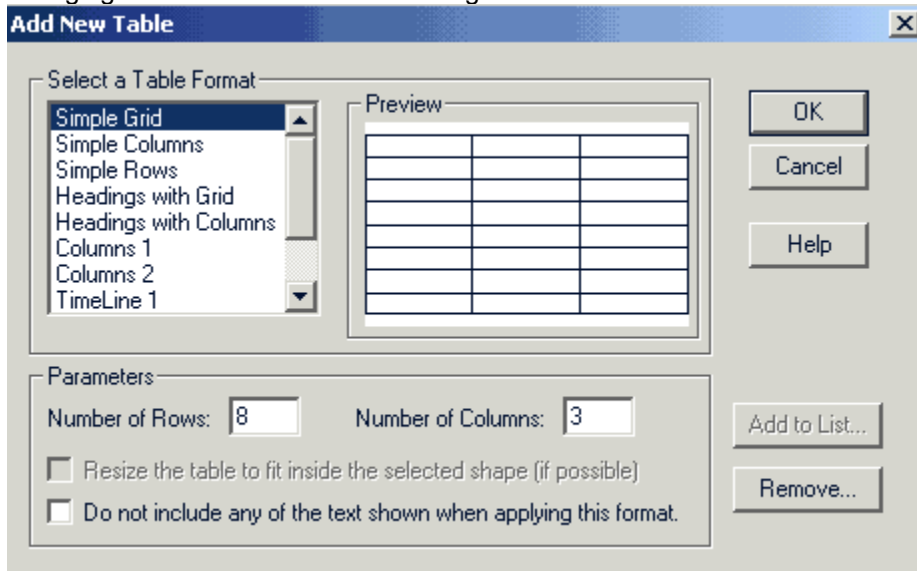 Add New Table
Select a Table Format
Simple Grid
Simple Columns
Simple Rows
Headings with Grid
Headings with Columns
Columns 1
Columns 2
TimeLine 1
Preview
OK
Cancel
Help
Parameters
Number of Rows: 8 Number of Columns: 3
Resize the table to fit inside the selected shape (if possible)
Do not include any of the text shown when applying this format.
Add to List...
Remove...